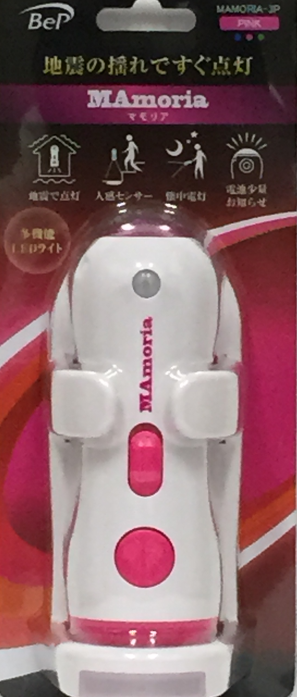 BeP
MAMORIA-JP
PINK
地震の揺れですぐ点灯
MAmoria
マモリア
地震で点灯
人感センサー
懐中電灯
電池少量
お知らせ
多機能
LEDライト
MAmoria